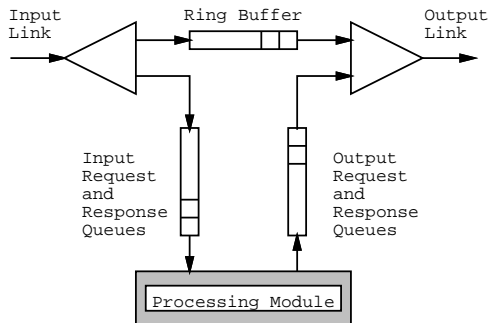 Input
Link
Ring Buffer
Output
Link
Input
Request
and
Response
Queues
Output
Request and
Response
Queues
Processing Module